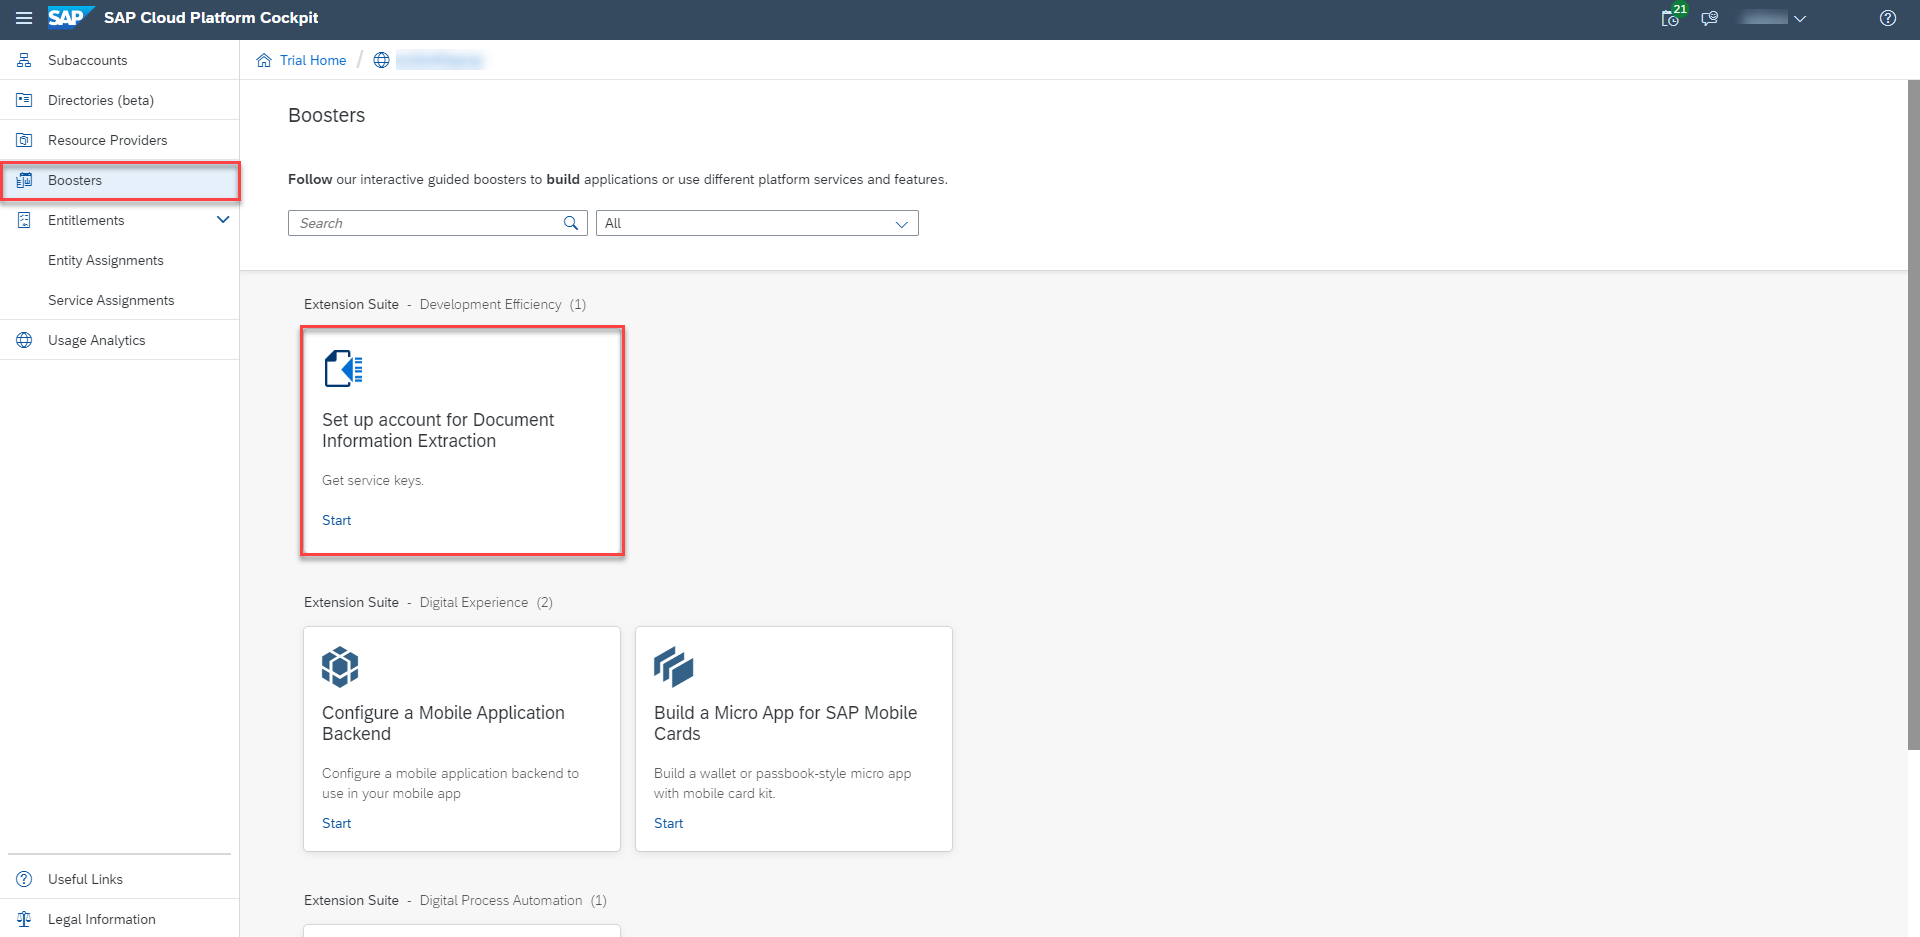 SAP SAP Cloud Platform Cockpit
21
Subaccounts
Directories (beta)
Resource Providers
Boosters
Entitlements
Entity Assignments
Service Assignments
Usage Analytics
Useful Links
Legal Information
Trial Home /
Boosters
Follow our interactive guided boosters to build applications or use different platform services and features.
Search
All
Extension Suite - Development Efficiency (1)
Set up account for Document
Information Extraction
Get service keys.
Start
Extension Suite - Digital Experience (2)
Configure a Mobile Application
Backend
Configure a mobile application backend to
use in your mobile app
Start
Build a Micro App for SAP Mobile
Cards
Build a wallet or passbook-style micro app
with mobile card kit.
Start
Extension Suite - Digital Process Automation (1)